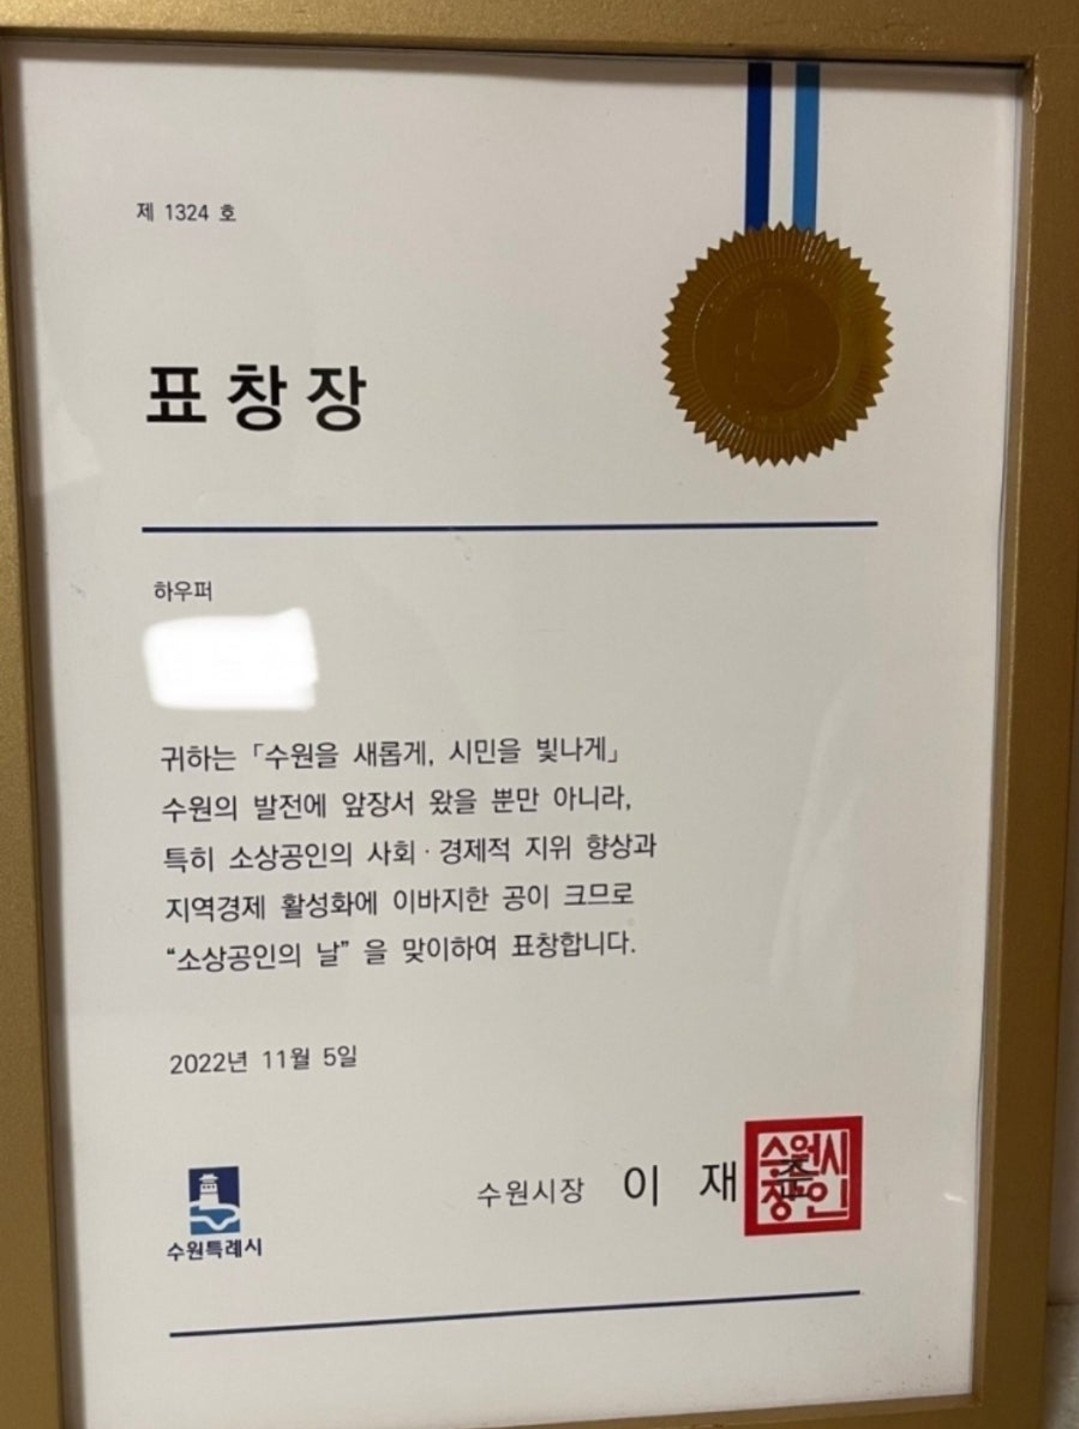 제 1324 호
표창장
하우퍼
귀하는 「수원을 새롭게, 시민을 빛나게」
수원의 발전에 앞장서 왔을 뿐만 아니라,
특히 소상공인의 사회·경제적 지위 향상과
지역경제 활성화에 이바지한 공이 크므로
“소상공인의 날”을 맞이하여 표창합니다.
2022년 11월 5일
수원시장 이 재 준
수원시
장인
수원특례시